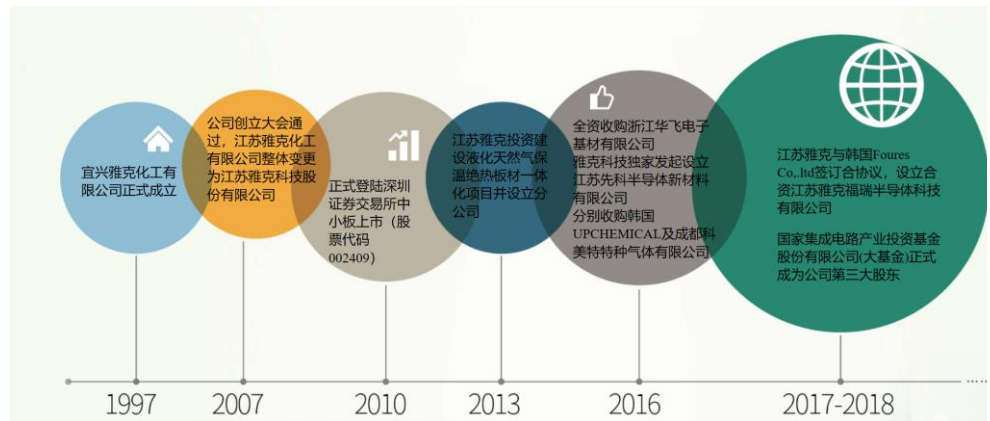 宜兴雅克化工有
限公司正式成立
公司创立大会通
过，江苏雅克化工
有限公司整体变更
为江苏雅克科技股
份有限公司
正式登陆深圳
证券交易所中
小板上市（股
票代码
002409）
江苏雅克投资建
设液化天然气保
温绝热板材一体
化项目并设立分
公司
全资收购浙江华飞电子
基材有限公司
雅克科技独家发起设立
江苏先科半导体新材料
有限公司
分别收购韩国
UPCHEMICAL及成都科
美特特种气体有限公司
江苏雅克与韩国Foures
Co,.ltd签订合协议，设立合
资江苏雅克福瑞半导体科技
有限公司
国家集成电路产业投资基金
股份有限公司(大基金)正式
成为公司第三大股东
1997
2007
2010
2013
2016
2017-2018